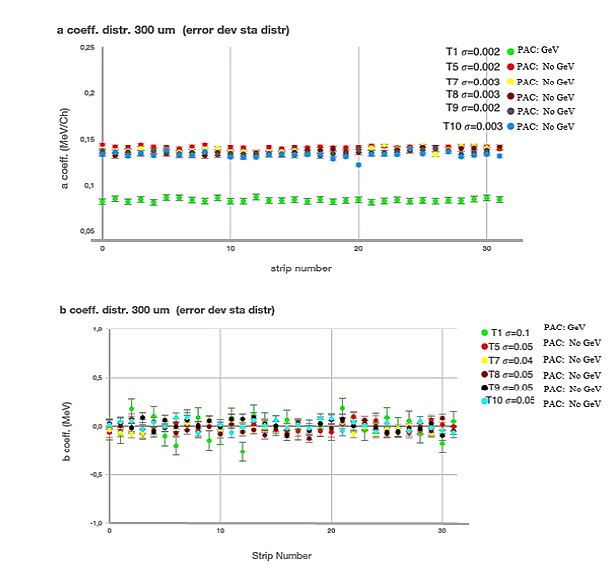 a coeff. distr. 300 um (error dev sta distr)
0,25
0,2
0,15
0,1
0,05
a coeff. (MeV/Ch)
0
10
20
30
strip number
T1 σ=0.002 PAC: GeV
T5 σ=0.002 PAC: No GeV
T7 σ=0.003 PAC: No GeV
T8 σ=0.003 PAC: No GeV
T9 σ=0.002 PAC: No GeV
T10 σ=0.003 PAC: No GeV
b coeff. distr. 300 um (error dev sta distr)
1,0
0,5
0,0
-0,5
-1,0
b coeff. (MeV)
0
10
20
30
Strip Number
T1 σ=0.1 PAC: GeV
T5 σ=0.05 PAC: No GeV
T7 σ=0.04 PAC: No GeV
T8 σ=0.05 PAC: No GeV
T9 σ=0.05 PAC: No GeV
T10 σ=0.05 PAC: No GeV